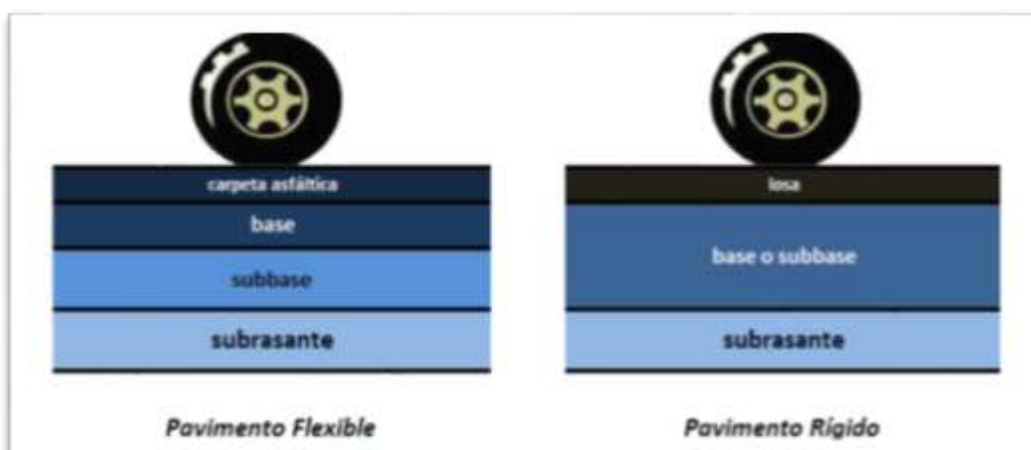 carpeta asfáltica
base
subbase
subrasante
Pavimento Flexible
losa
base o subbase
subrasante
Pavimento Rígido